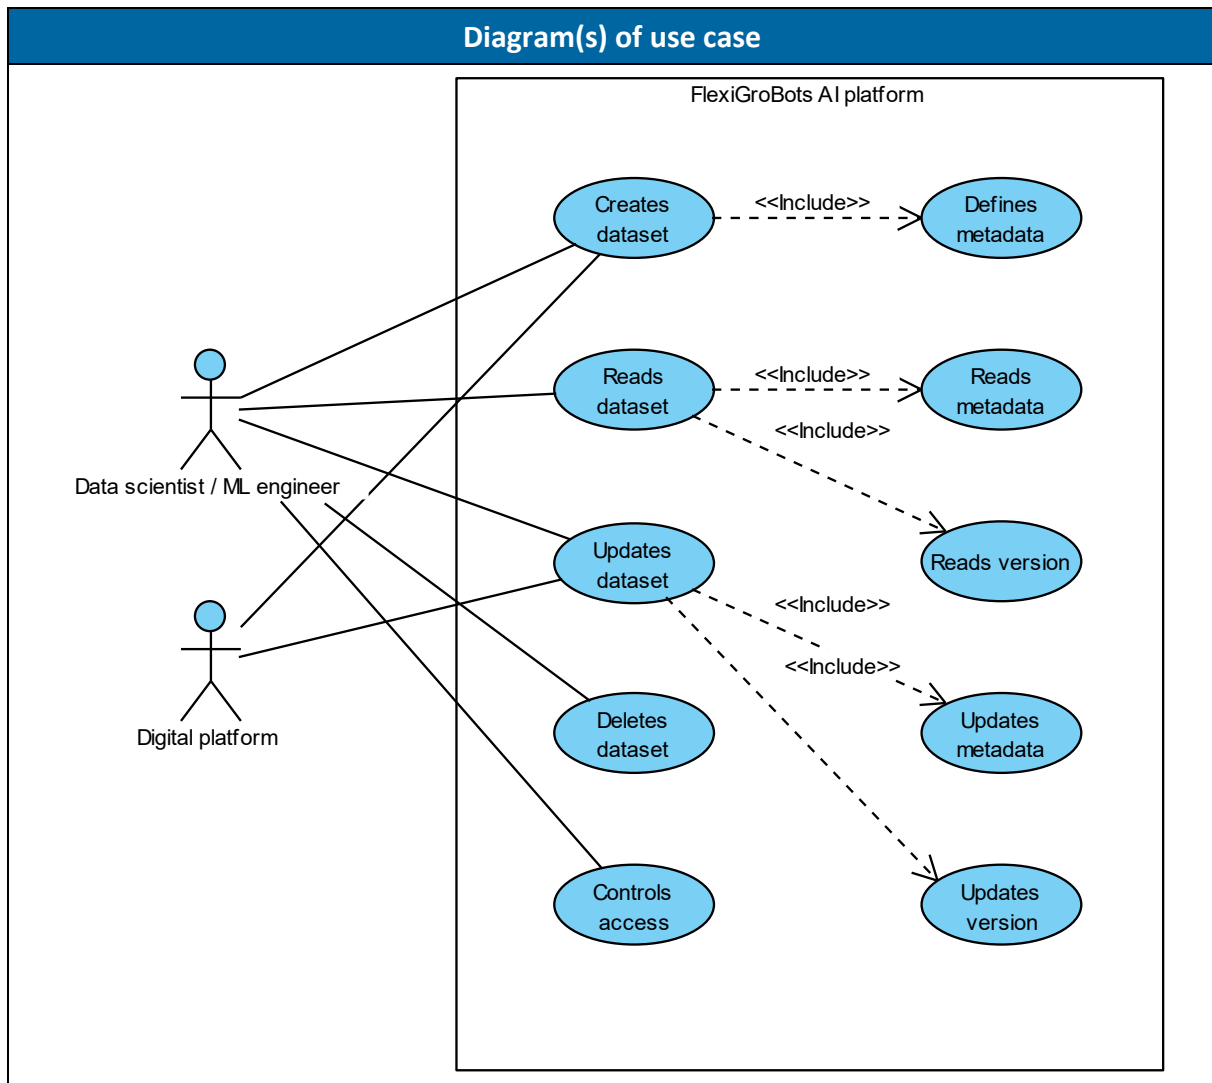 Diagram(s) of use case
FlexiGroBots AI platform
Creates
dataset
<<Include>>
Defines
metadata
Reads
dataset
<<Include>>
Reads
metadata
<<Include>>
Data scientist / ML engineer
Reads version
Updates
dataset
<<Include>>
<<Include>>
Digital platform
Deletes
dataset
Updates
metadata
Controls
access
Updates
version